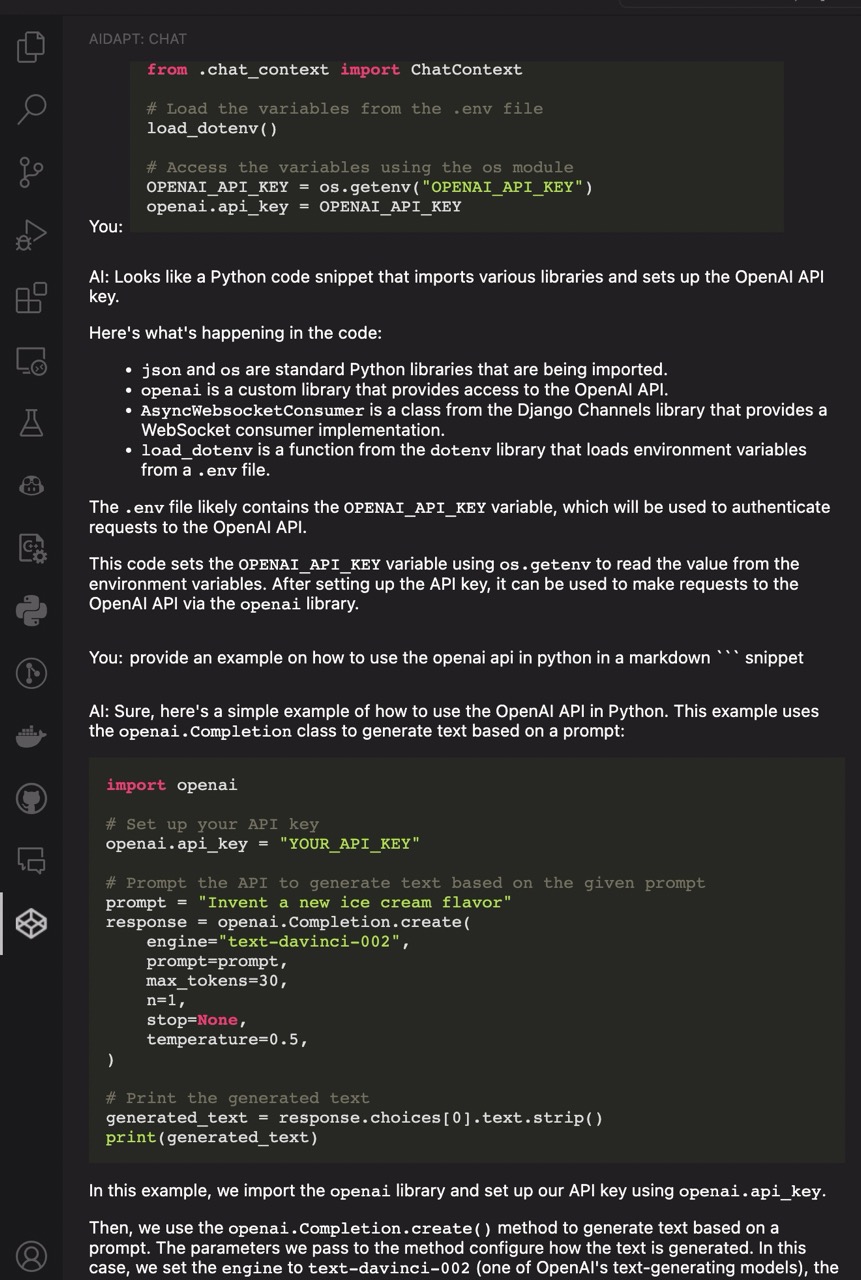 AIDAPT: CHAT
from .chat_context import ChatContext
# Load the variables from the .env file
load_dotenv()
# Access the variables using the os module
OPENAI_API_KEY = os.getenv("OPENAI_API_KEY")
openai.api_key = OPENAI_API_KEY
You:
AI: Looks like a Python code snippet that imports various libraries and sets up the OpenAI API
key.
Here's what's happening in the code:
• json and os are standard Python libraries that are being imported.
• openai is a custom library that provides access to the OpenAI API.
• AsyncWebsocketConsumer is a class from the Django Channels library that provides a
WebSocket consumer implementation.
• load_dotenv is a function from the dotenv library that loads environment variables
from a .env file.
The .env file likely contains the OPENAI_API_KEY variable, which will be used to authenticate
requests to the OpenAI API.
This code sets the OPENAI_API_KEY variable using os.getenv to read the value from the
environment variables. After setting up the API key, it can be used to make requests to the
OpenAI API via the openai library.
You: provide an example on how to use the openai api in python in a markdown ``` snippet
AI: Sure, here's a simple example of how to use the OpenAI API in Python. This example uses
the openai.Completion class to generate text based on a prompt:
import openai
# Set up your API key
openai.api_key = "YOUR_API_KEY"
# Prompt the API to generate text based on the given prompt
prompt = "Invent a new ice cream flavor"
response = openai.Completion.create(
    engine="text-davinci-002",
    prompt=prompt,
    max_tokens=30,
    n=1,
    stop=None,
    temperature=0.5,
)
# Print the generated text
generated_text = response.choices[0].text.strip()
print(generated_text)
In this example, we import the openai library and set up our API key using openai.api_key.
Then, we use the openai.Completion.create() method to generate text based on a
prompt. The parameters we pass to the method configure how the text is generated. In this
case, we set the engine to text-davinci-002 (one of OpenAI's text-generating models), the